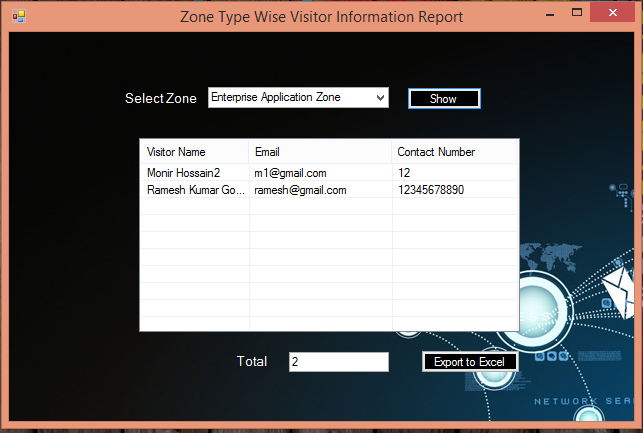 Zone Type Wise Visitor Information Report
Select Zone Enterprise Application Zone Show
Visitor Name Email Contact Number
Monir Hossain2 m1@gmail.com 12
Ramesh Kumar Go... ramesh@gmail.com 12345678890
Total 2 Export to Excel
NETWORK SEA